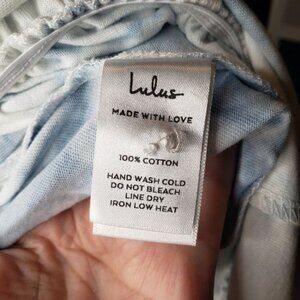 Lulus
MADE WITH LOVE
100% COTTON
HAND WASH COLD
DO NOT BLEACH
LINE DRY
IRON LOW HEAT